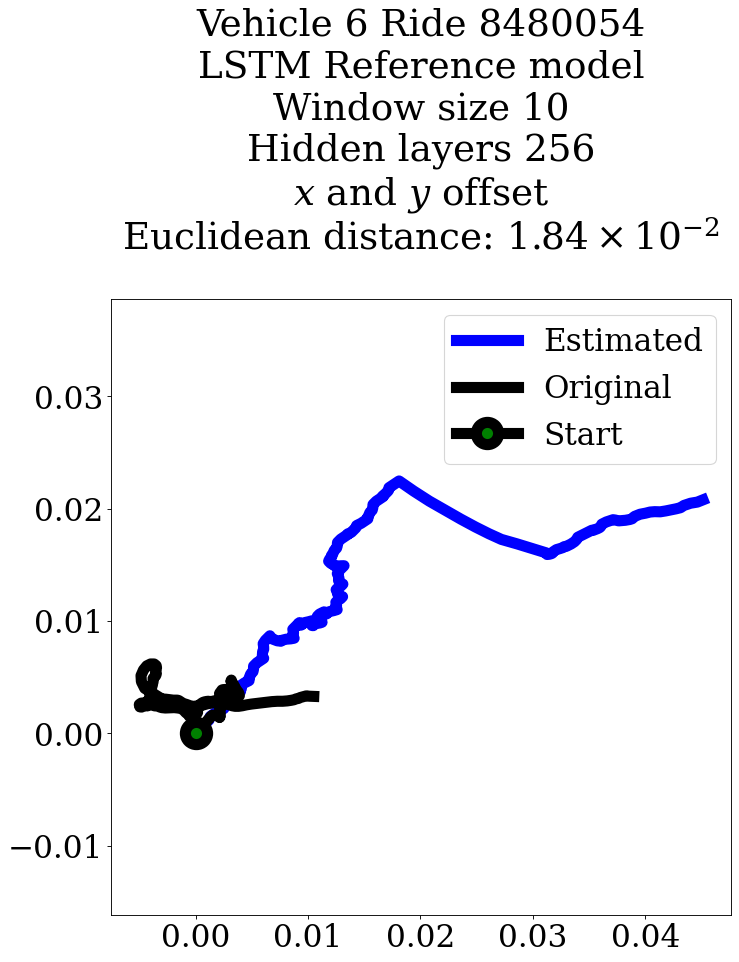 Vehicle 6 Ride 8480054
LSTM Reference model
Window size 10
Hidden layers 256
x and y offset
Euclidean distance: 1.84 × 10⁻²
Estimated
Original
Start
0.03
0.02
0.01
0.00
−0.01
0.00 0.01 0.02 0.03 0.04